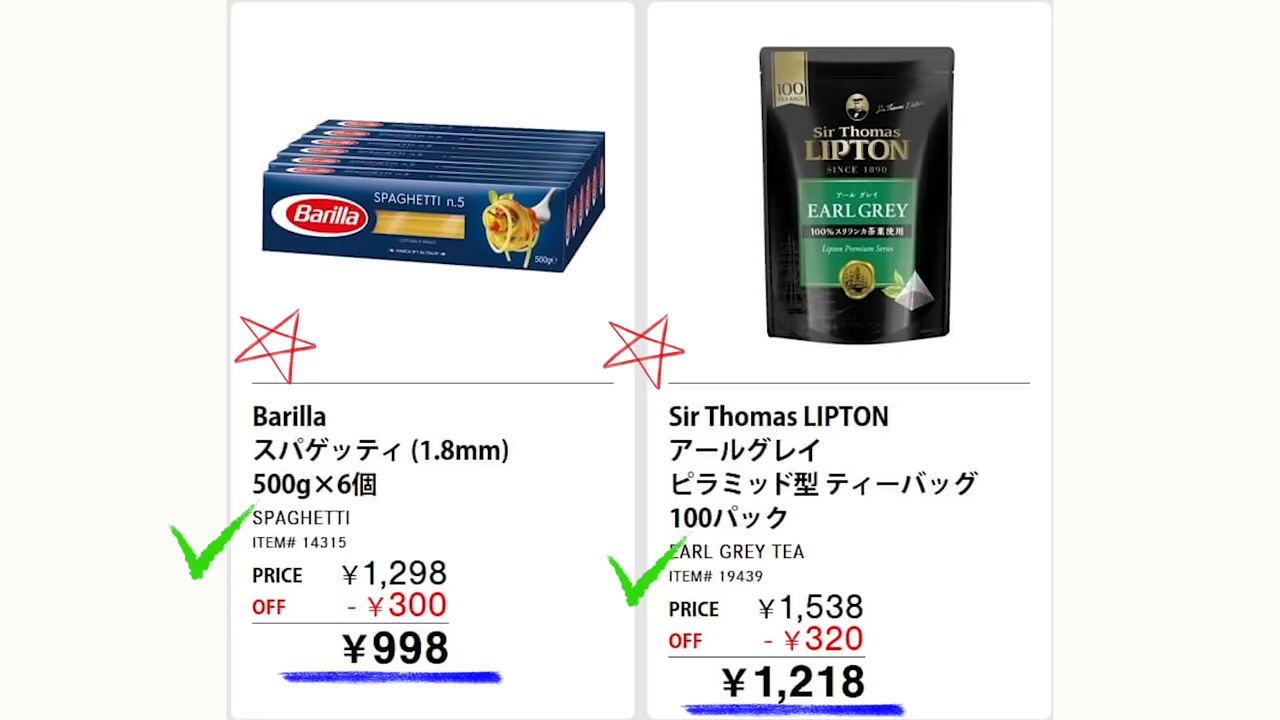 Barilla
SPAGHETTI n.5
500g
100
TEA BAGS
Sir Thomas
LIPTON
SINCE 1890
アール グレイ
EARL GREY
100%スリランカ茶葉使用
Lipton Premium Series
Barilla
スパゲッティ (1.8mm)
500g×6個
SPAGHETTI
ITEM# 14315
PRICE ¥1,298
OFF - ¥300
¥998
Sir Thomas LIPTON
アールグレイ
ピラミッド型 ティーバッグ
100パック
EARL GREY TEA
ITEM# 19439
PRICE ¥1,538
OFF - ¥320
¥1,218